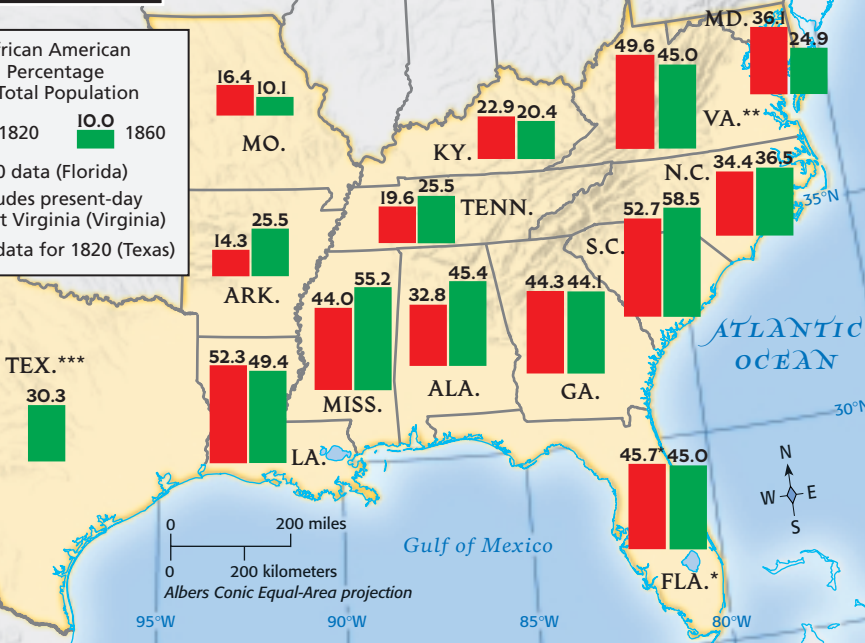 frican American
Percentage
Total Population
1820
10.0
1860
0 data (Florida)
udes present-day
t Virginia (Virginia)
data for 1820 (Texas)
MD.
36.1
24.9
49.6
45.0
VA.**
16.4
10.1
MO.
22.9
20.4
KY.
N.C.
34.4
36.5
35°N
19.6
25.5
TENN.
52.7
58.5
S.C.
14.3
25.5
ARK.
44.0
55.2
MISS.
32.8
45.4
ALA.
44.3
44.1
GA.
ATLANTIC
OCEAN
TEX.***
30.3
52.3
49.4
LA.
30°N
45.7*
45.0
FLA.*
N
W
E
S
0
200 miles
0
200 kilometers
Albers Conic Equal-Area projection
Gulf of Mexico
95°W
90°W
85°W
80°W